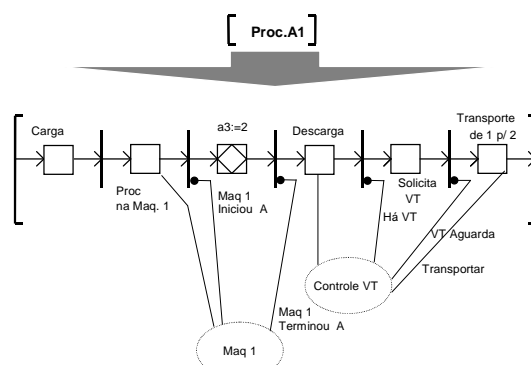 Proc.A1
Carga
a3:=2
Descarga
Transporte
de 1 p/ 2
Proc
na Maq. 1
Maq 1
Iniciou A
Solicita
VT
Há VT
VT Aguarda
Transportar
Controle VT
Maq 1
Terminou A
Maq 1